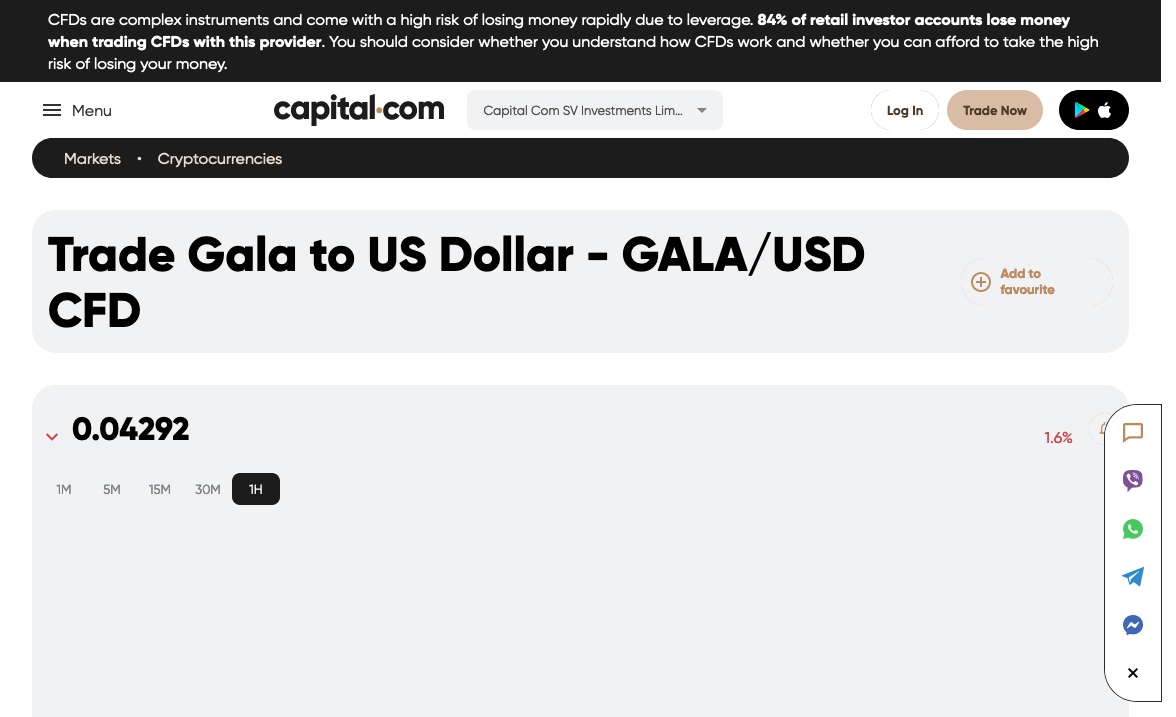 CFDs are complex instruments and come with a high risk of losing money rapidly due to leverage. 84% of retail investor accounts lose money
when trading CFDs with this provider. You should consider whether you understand how CFDs work and whether you can afford to take the high
risk of losing your money.
Menu
capital.com
Capital Com SV Investments Lim...
Log In
Trade Now
Markets • Cryptocurrencies
Trade Gala to US Dollar - GALA/USD
CFD
Add to
favourite
0.04292
1.6%
1M 5M 15M 30M 1H